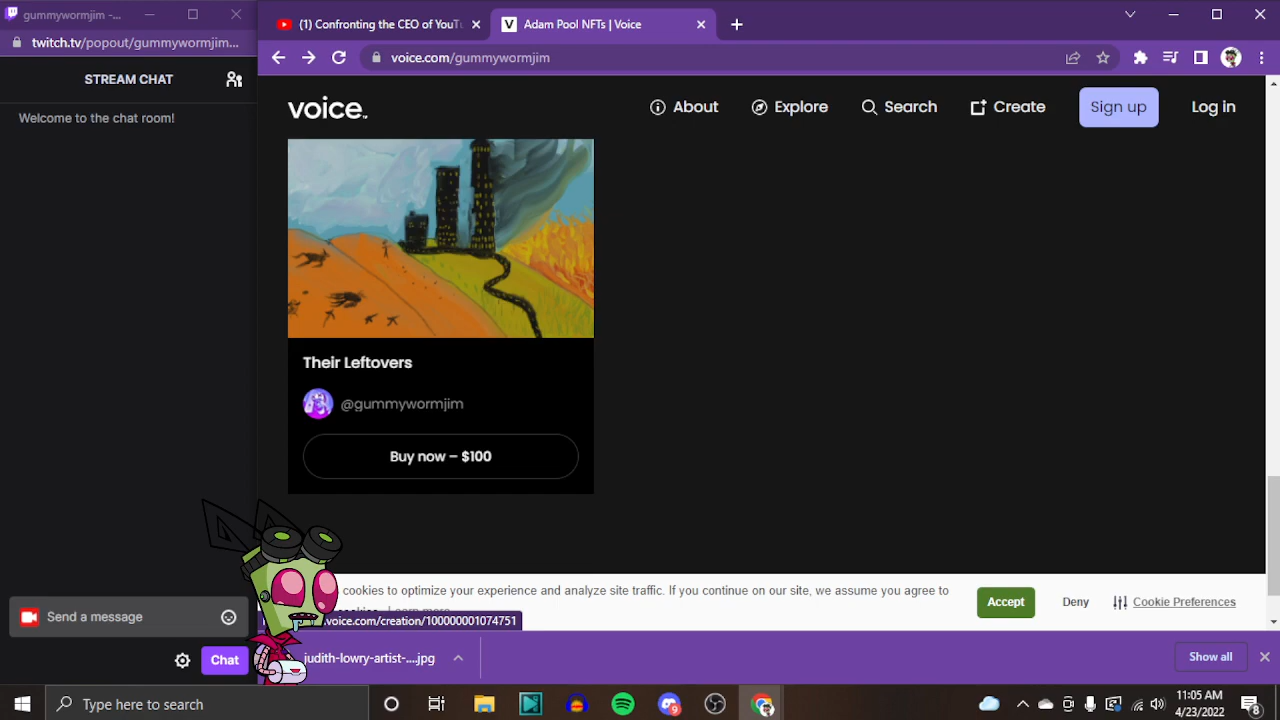 gummywormjim -...
twitch.tv/popout/gummywormjim...
STREAM CHAT
Welcome to the chat room!
Send a message
Chat
(1) Confronting the CEO of YouTu
Adam Pool NFTs | Voice
voice.com/gummywormjim
voice.
About
Explore
Search
Create
Sign up
Log in
Their Leftovers
@gummywormjim
Buy now – $100
cookies to optimize your experience and analyze site traffic. If you continue on our site, we assume you agree to
Accept
Deny
Cookie Preferences
voice.com/creation/100000001074751
judith-lowry-artist-....jpg
Show all
Type here to search
9
11:05 AM
4/23/2022
8